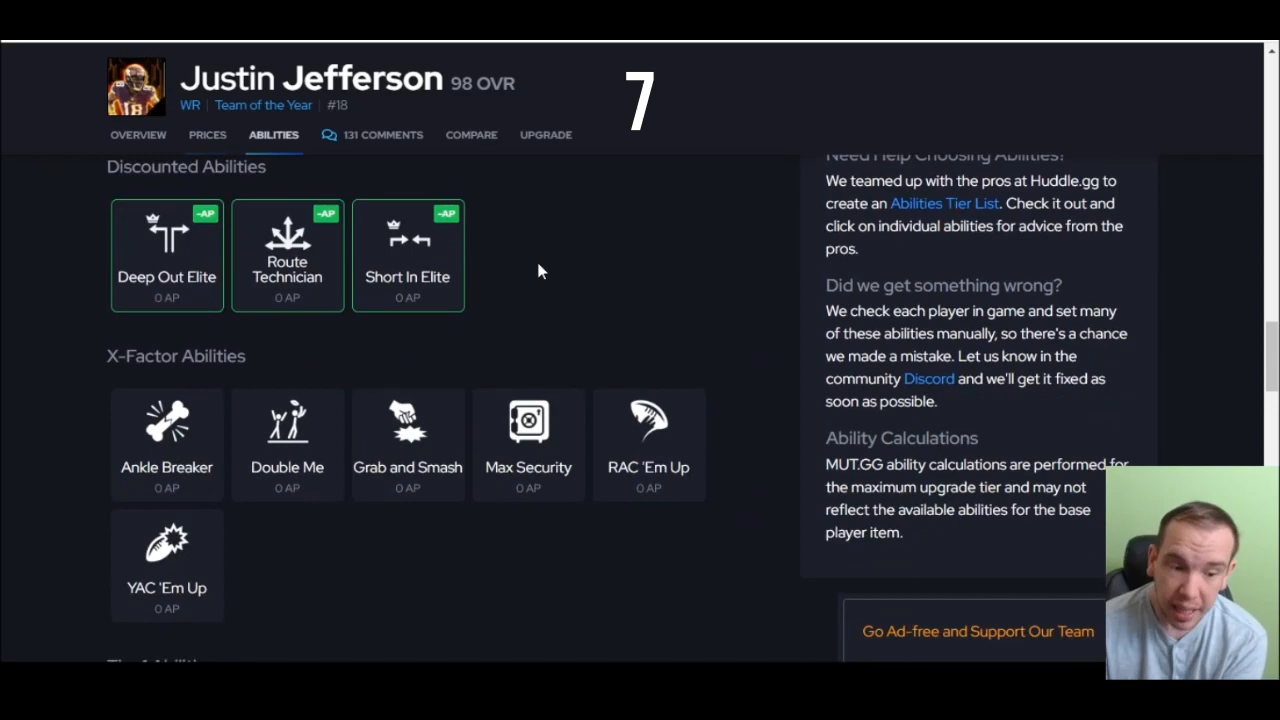 Justin Jefferson 98 OVR
7
WR | Team of the Year | #18
OVERVIEW PRICES ABILITIES 131 COMMENTS COMPARE UPGRADE
Discounted Abilities
-AP
-AP
-AP
Deep Out Elite
0 AP
Route
Technician
0 AP
Short In Elite
0 AP
X-Factor Abilities
Ankle Breaker
0 AP
Double Me
0 AP
Grab and Smash
0 AP
Max Security
0 AP
RAC 'Em Up
0 AP
YAC 'Em Up
0 AP
Need Help Choosing Abilities?
We teamed up with the pros at Huddle.gg to
create an Abilities Tier List. Check it out and
click on individual abilities for advice from the
pros.
Did we get something wrong?
We check each player in game and set many
of these abilities manually, so there's a chance
we made a mistake. Let us know in the
community Discord and we'll get it fixed as
soon as possible.
Ability Calculations
MUT.GG ability calculations are performed for
the maximum upgrade tier and may not
reflect the available abilities for the base
player item.
Go Ad-free and Support Our Team